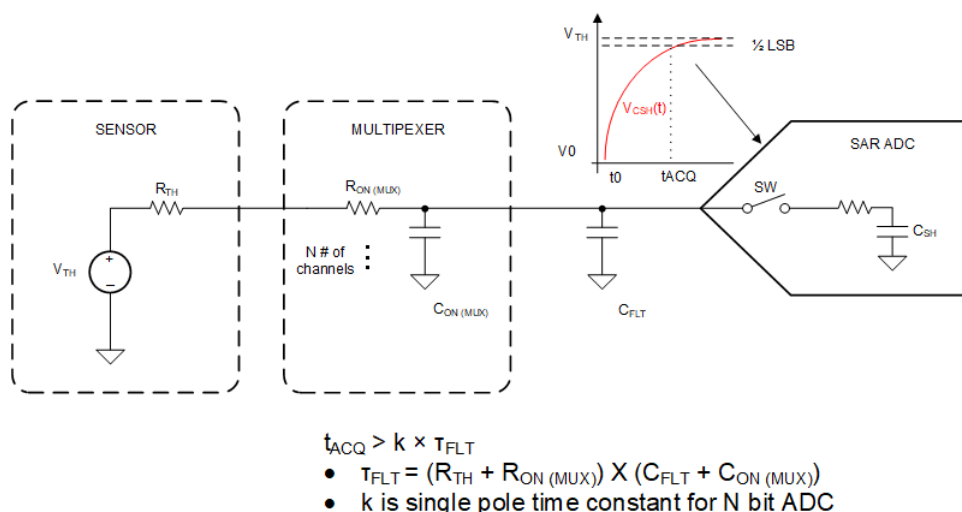 VTH
½ LSB
VCSH(t)
V0
t0
tACQ
SENSOR
MULTIPEXER
SAR ADC
RTH
RON (MUX)
SW
CSH
VTH
+
−
N # of
channels
CON (MUX)
CFLT
tACQ > k × τFLT
• τFLT = (RTH + RON (MUX)) X (CFLT + CON (MUX))
• k is single pole time constant for N bit ADC